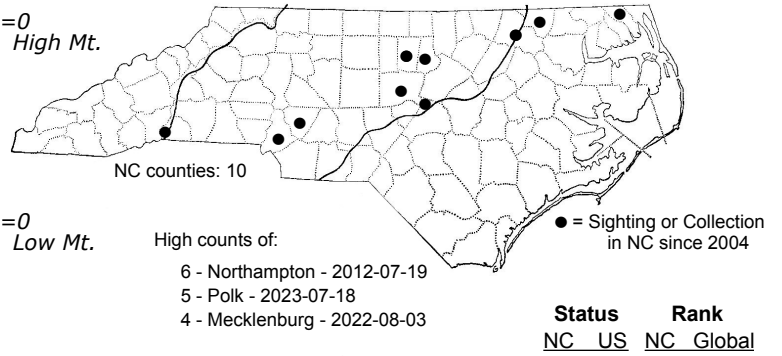 =0
High Mt.
NC counties: 10
=0
Low Mt.
High counts of:
6 - Northampton - 2012-07-19
5 - Polk - 2023-07-18
4 - Mecklenburg - 2022-08-03
● = Sighting or Collection
in NC since 2004
Status Rank
NC US NC Global